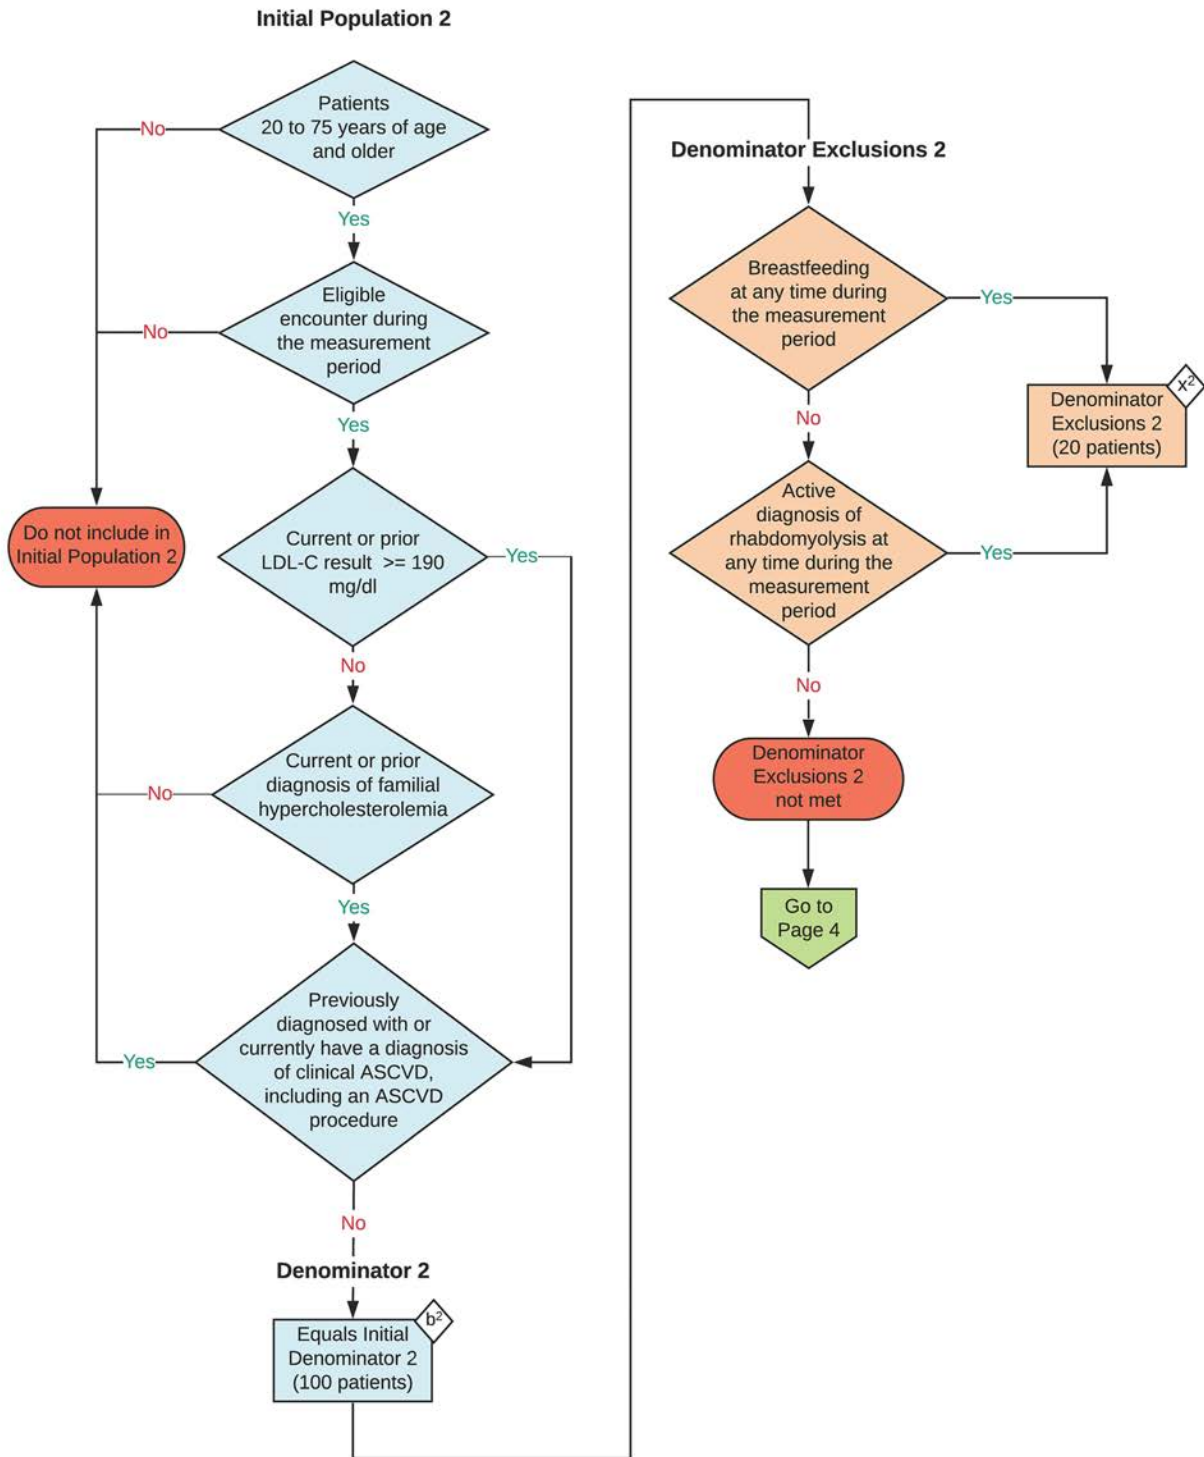 Initial Population 2
Patients
20 to 75 years of age
and older
No
Yes
Eligible
encounter during
the measurement
period
No
Yes
Current or prior
LDL-C result >= 190
mg/dl
Yes
Do not include in
Initial Population 2
No
Current or prior
diagnosis of familial
hypercholesterolemia
No
Yes
Previously
diagnosed with or
currently have a diagnosis
of clinical ASCVD,
including an ASCVD
procedure
Yes
No
Denominator 2
b²
Equals Initial
Denominator 2
(100 patients)
Denominator Exclusions 2
Breastfeeding
at any time during
the measurement
period
Yes
x²
Denominator
Exclusions 2
(20 patients)
No
Active
diagnosis of
rhabdomyolysis at
any time during the
measurement
period
Yes
No
Denominator
Exclusions 2
not met
Go to
Page 4